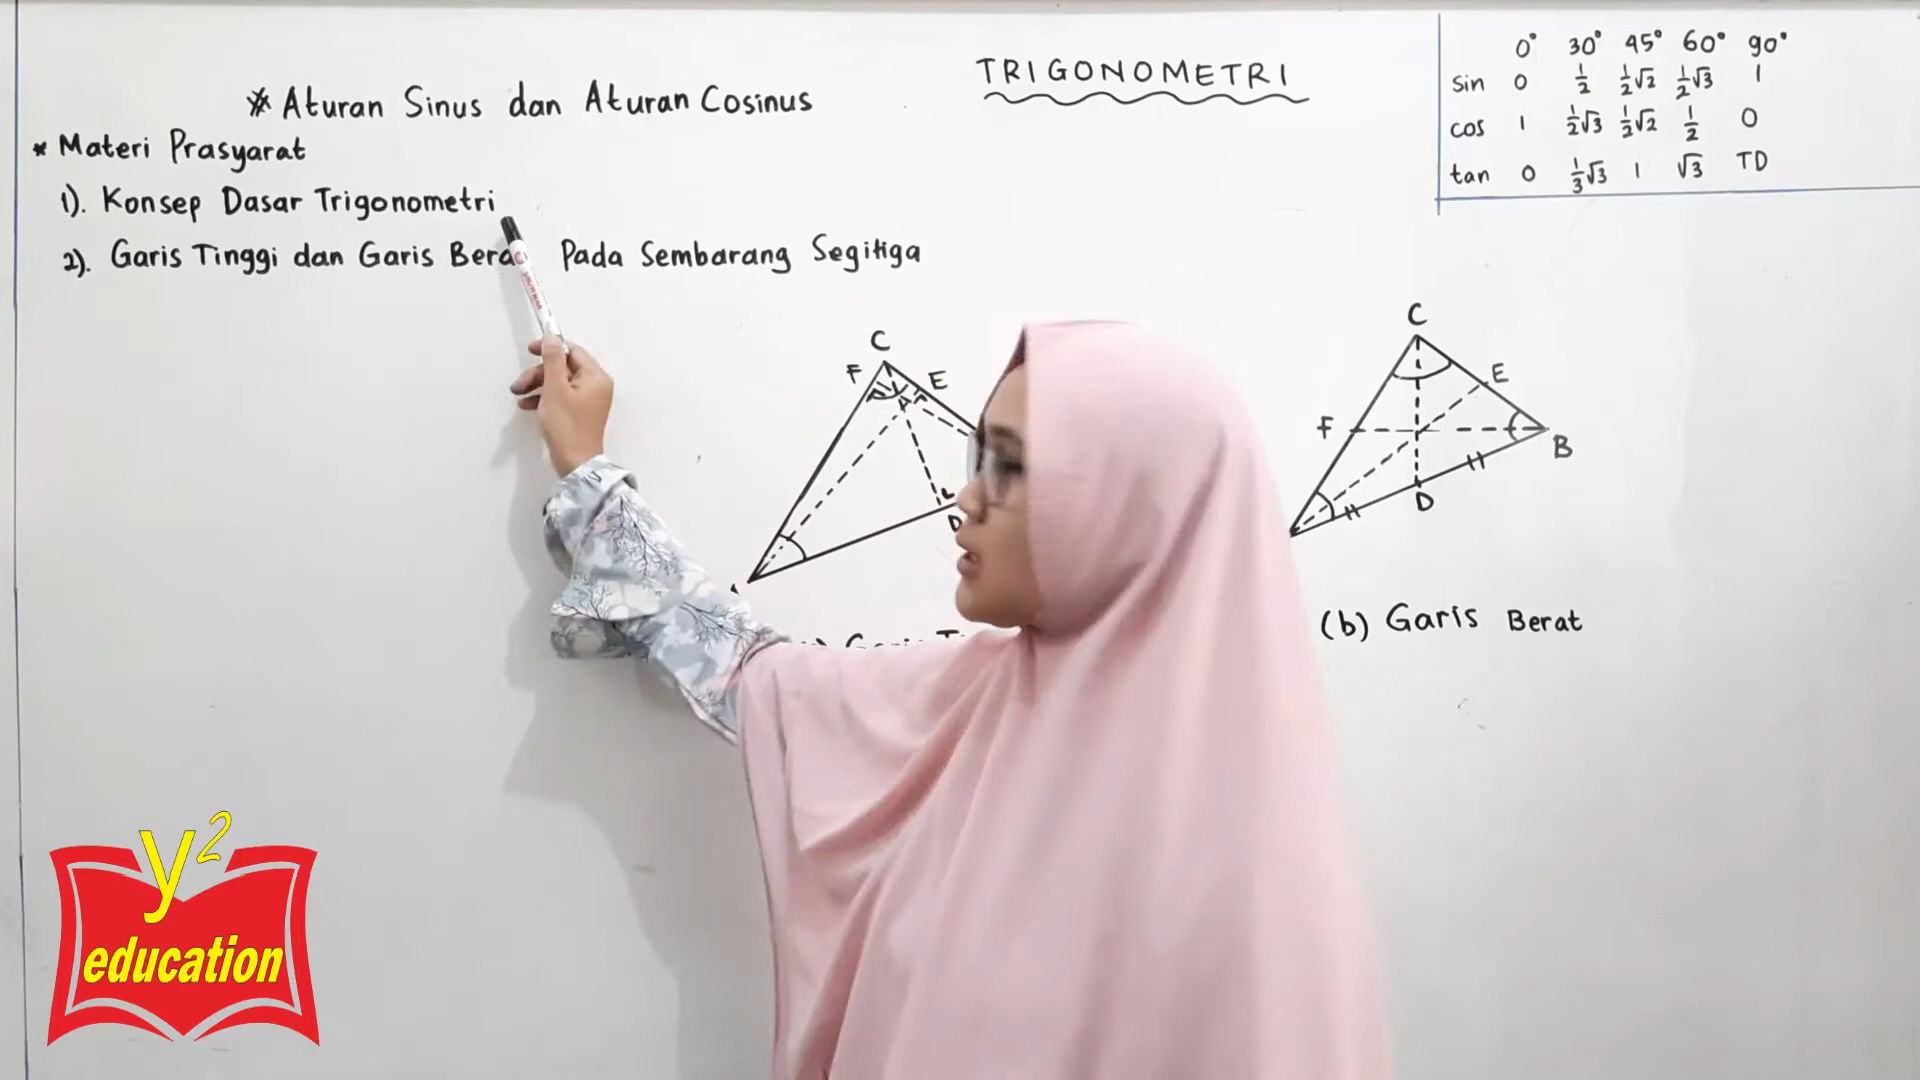 TRIGONOMETRI
* Aturan Sinus dan Aturan Cosinus
* Materi Prasyarat
1). Konsep Dasar Trigonometri
2). Garis Tinggi dan Garis Pada Sembarang Segitiga
0° 30° 45° 60° 90°
sin 0 1/2 1/2√2 1/2√3 1
cos 1 1/2√3 1/2√2 1/2 0
tan 0 1/3√3 1 √3 TD
C
F
E
D
C
E
F
B
D
(b) Garis Berat
y²
education